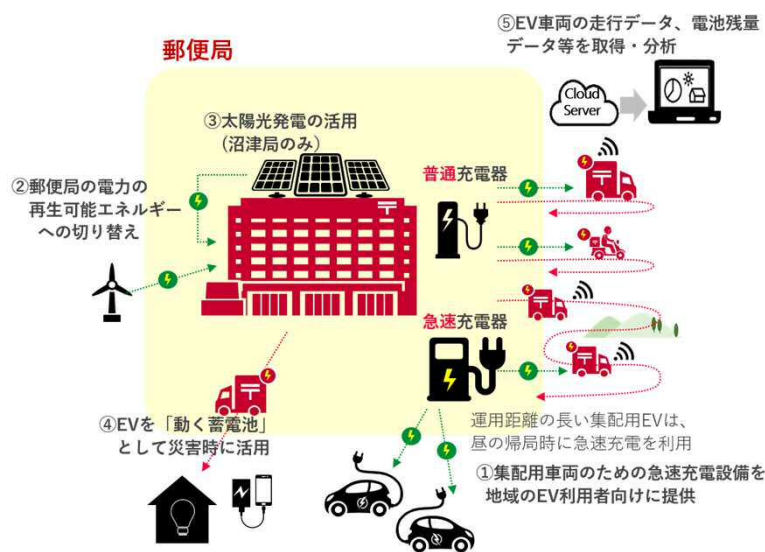 郵便局
⑤EV車両の走行データ、電池残量
データ等を取得・分析
Cloud
Server
③太陽光発電の活用
(沼津局のみ)
②郵便局の電力の
再生可能エネルギー
への切り替え
普通充電器
急速充電器
④EVを「動く蓄電池」
として災害時に活用
運用距離の長い集配用EVは、
昼の帰局時に急速充電を利用
①集配用車両のための急速充電設備を
地域のEV利用者向けに提供